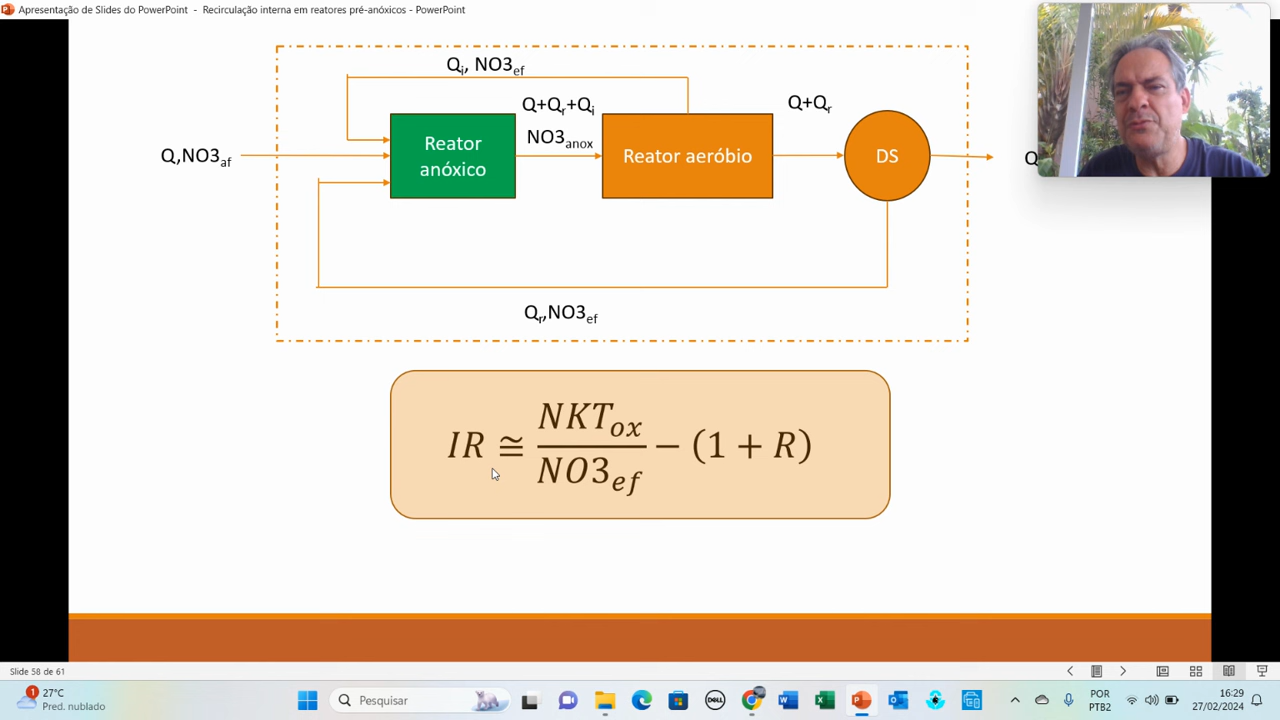 Apresentação de Slides do PowerPoint - Recirculação interna em reatores pré-anóxicos - PowerPoint
Qi, NO3ef
Q+Qr+Qi
NO3anox
Q+Qr
Q,NO3af
Reator anóxico
Reator aeróbio
DS
Q
Qr,NO3ef
IR ≅ NKTox / NO3ef − (1 + R)
Slide 58 de 61
1
27°C
Pred. nublado
Pesquisar
DELL
POR
PTB2
16:29
27/02/2024